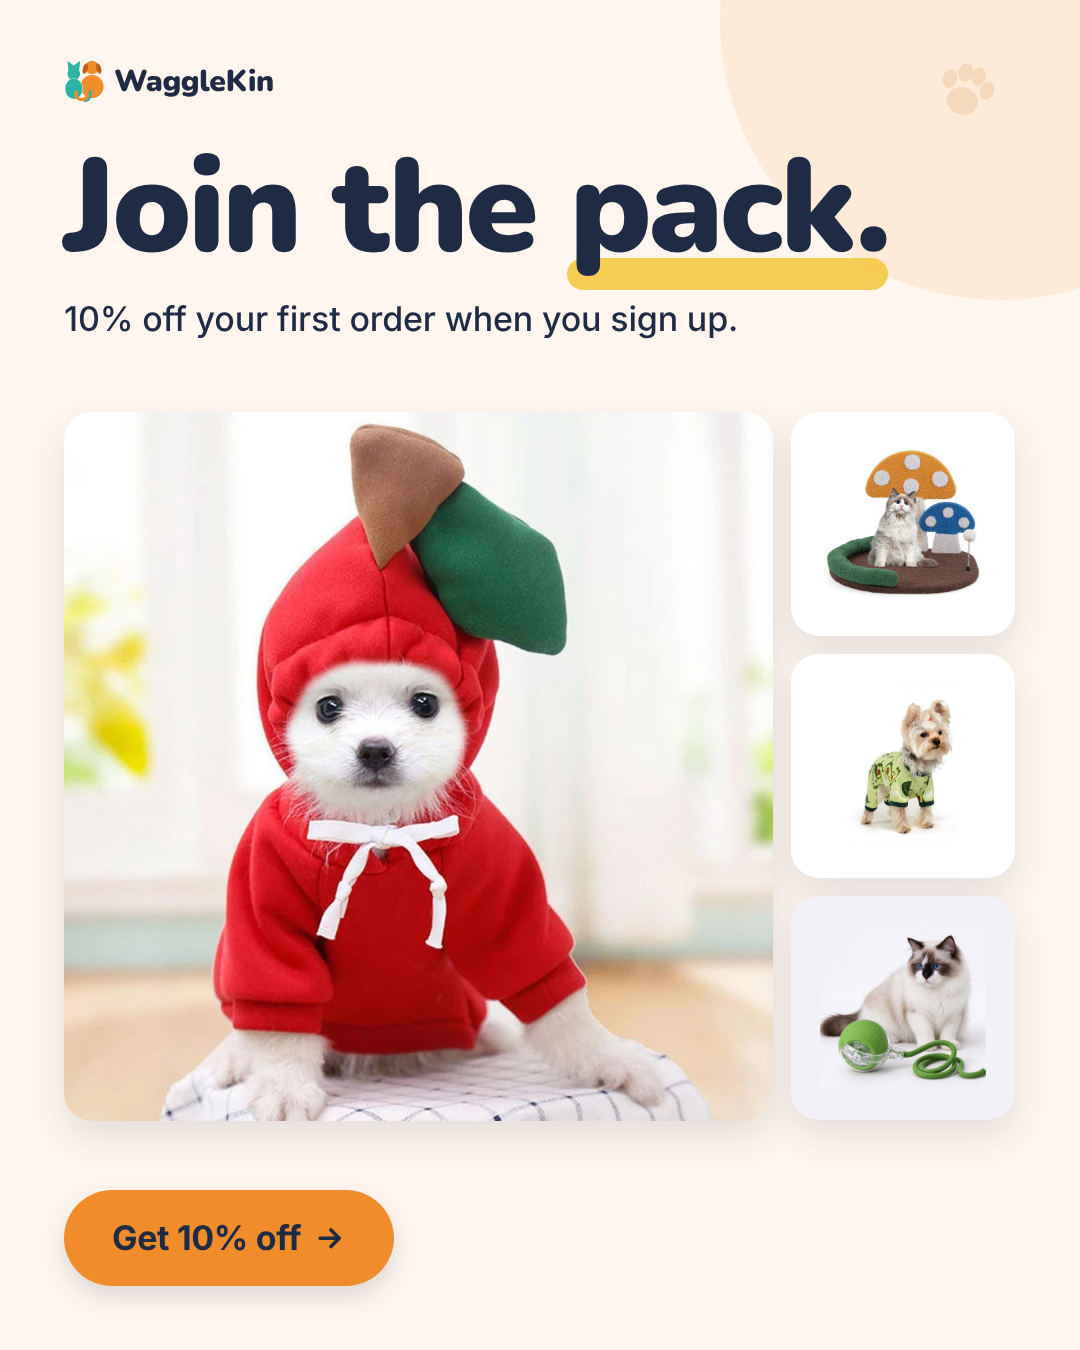 WaggleKin
Join the pack.
10% off your first order when you sign up.
Get 10% off →